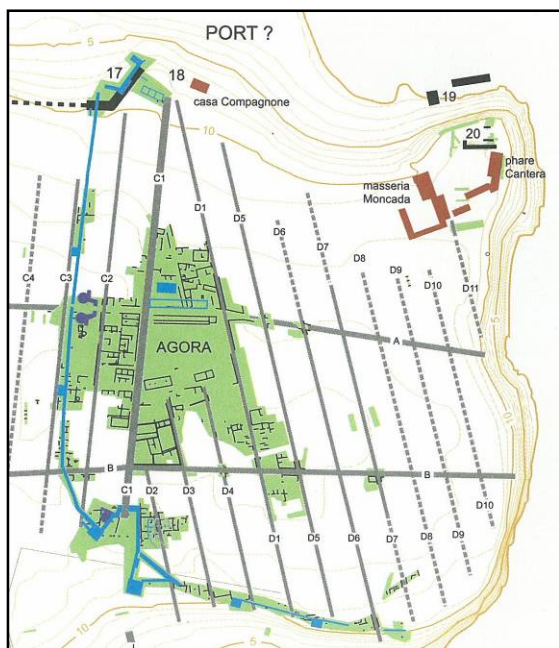 PORT ?
5
17
18
casa Compagnone
10
19
20
phare
Cantera
masseria
Moncada
C1
D1
D5
D6
D7
D8
D9
D10
D11
C4
C3
C2
A
AGORA
10
B
B
C1
D2
D3
D4
D1
D5
D6
D7
D8
D9
D10
10
5